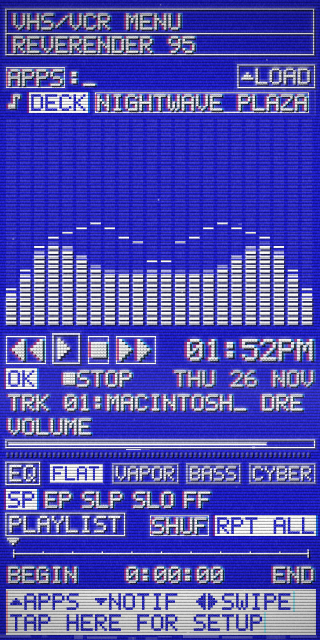 VHS/VCR MENU
REVERENDER 95
APPS:_ LOAD
DECK NIGHTWAVE PLAZA
01:52PM
OK STOP THU 26 NOV
TRK 01:MACINTOSH_ DRE
VOLUME
EQ FLAT VAPOR BASS CYBER
SP EP SLP SLO FF
PLAYLIST SHUF RPT ALL
BEGIN 0:00:00 END
APPS NOTIF SWIPE
TAP HERE FOR SETUP